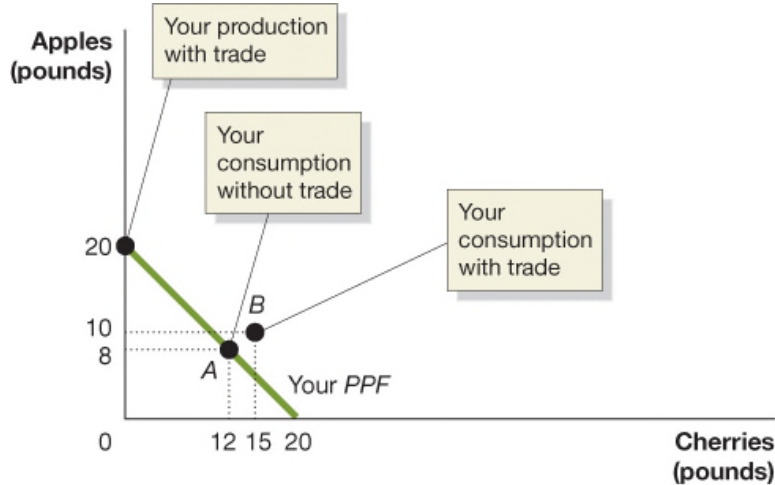 Apples
(pounds)
Your production
with trade
Your
consumption
without trade
Your
consumption
with trade
20
B
10
8
A
Your PPF
0
12
15
20
Cherries
(pounds)